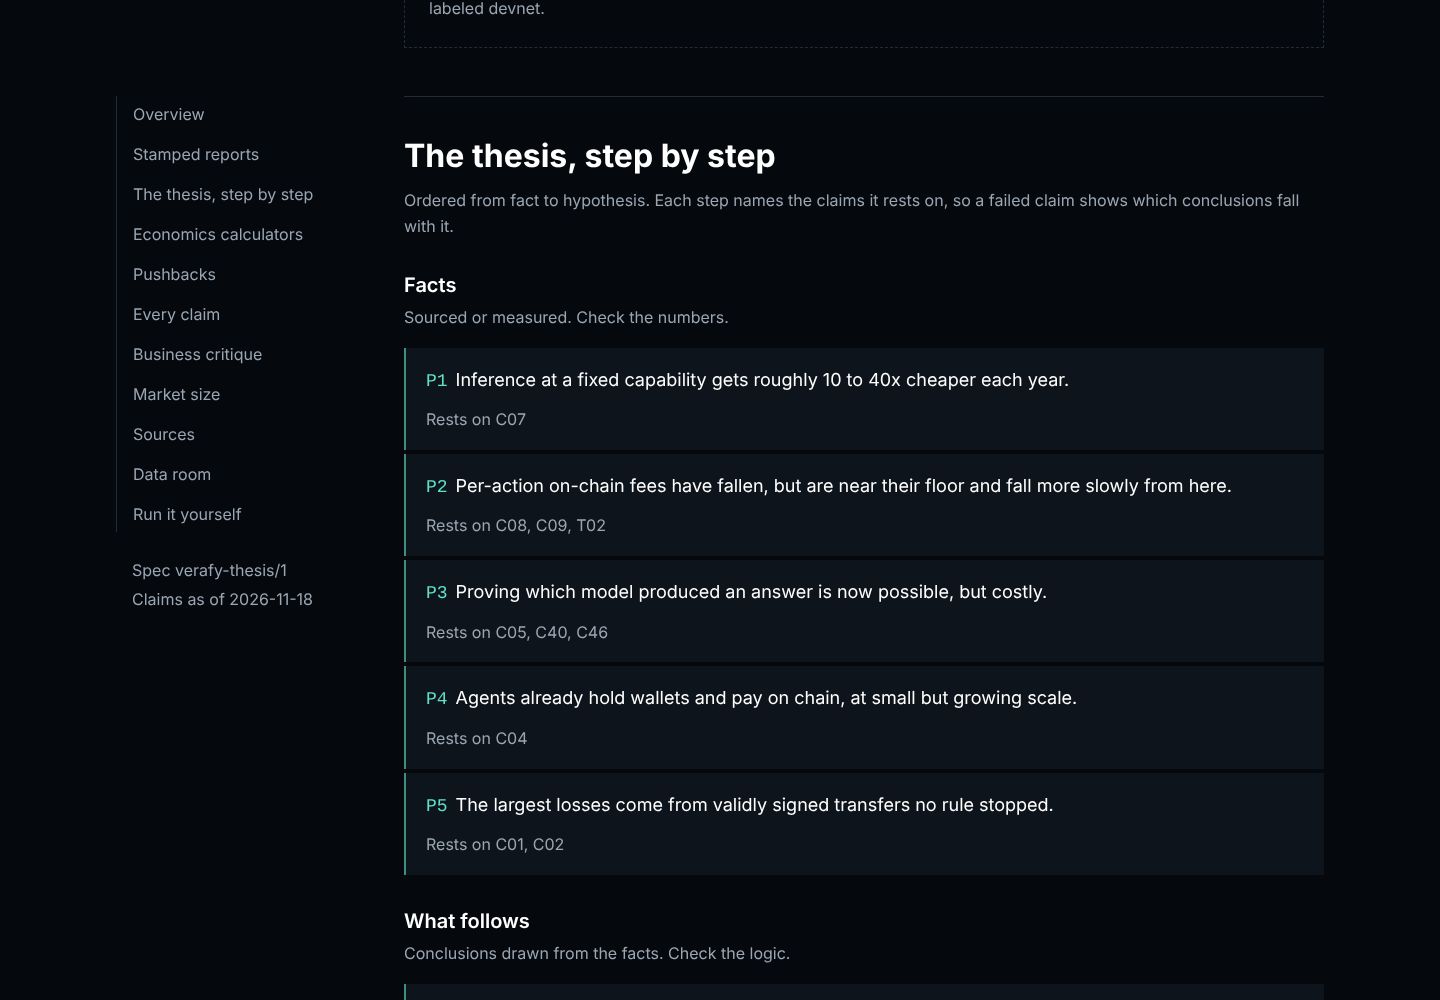 labeled devnet.
Overview
Stamped reports
The thesis, step by step
Economics calculators
Pushbacks
Every claim
Business critique
Market size
Sources
Data room
Run it yourself
Spec verafy-thesis/1
Claims as of 2026-11-18
The thesis, step by step
Ordered from fact to hypothesis. Each step names the claims it rests on, so a failed claim shows which conclusions fall
with it.
Facts
Sourced or measured. Check the numbers.
P1 Inference at a fixed capability gets roughly 10 to 40x cheaper each year.
Rests on C07
P2 Per-action on-chain fees have fallen, but are near their floor and fall more slowly from here.
Rests on C08, C09, T02
P3 Proving which model produced an answer is now possible, but costly.
Rests on C05, C40, C46
P4 Agents already hold wallets and pay on chain, at small but growing scale.
Rests on C04
P5 The largest losses come from validly signed transfers no rule stopped.
Rests on C01, C02
What follows
Conclusions drawn from the facts. Check the logic.